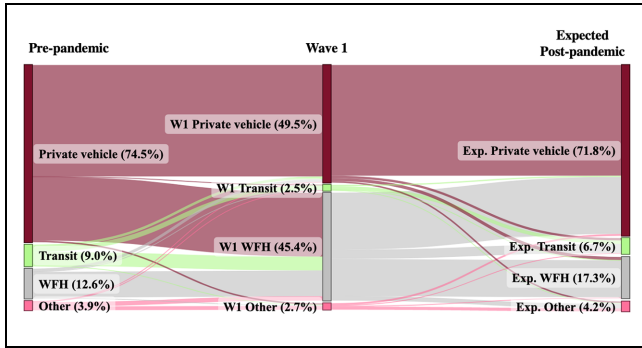 Pre-pandemic
Wave 1
Expected
Post-pandemic
Private vehicle (74.5%)
Transit (9.0%)
WFH (12.6%)
Other (3.9%)
W1 Private vehicle (49.5%)
W1 Transit (2.5%)
W1 WFH (45.4%)
W1 Other (2.7%)
Exp. Private vehicle (71.8%)
Exp. Transit (6.7%)
Exp. WFH (17.3%)
Exp. Other (4.2%)